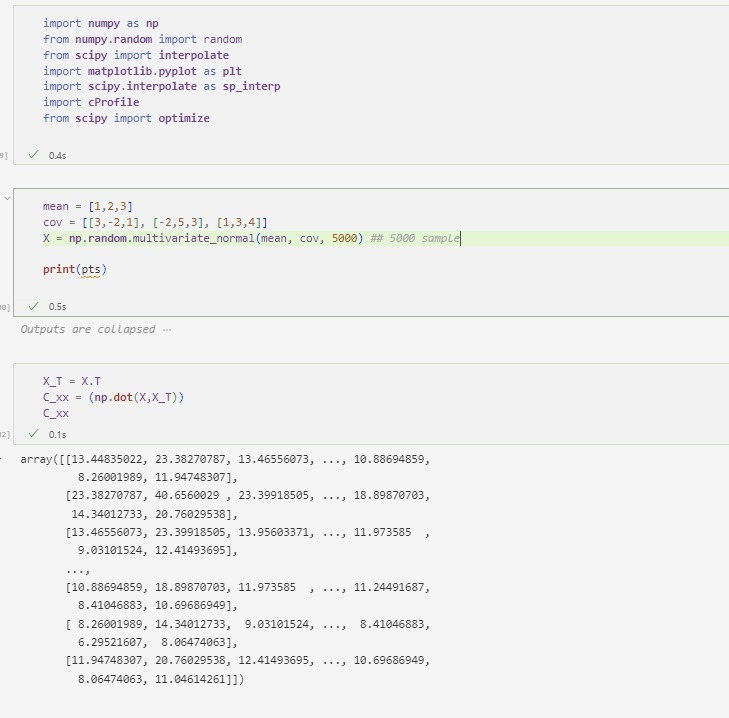 import numpy as np
from numpy.random import random
from scipy import interpolate
import matplotlib.pyplot as plt
import scipy.interpolate as sp_interp
import cProfile
from scipy import optimize
9]
0.4s
mean = [1,2,3]
cov = [[3,-2,1], [-2,5,3], [1,3,4]]
X = np.random.multivariate_normal(mean, cov, 5000) ## 5000 sample
print(pts)
0.5s
Outputs are collapsed ···
X_T = X.T
C_xx = (np.dot(X,X_T))
C_xx
2]
0.1s
array([[13.44835022, 23.38270787, 13.46556073, ..., 10.88694859,
8.26001989, 11.94748307],
[23.38270787, 40.6560029 , 23.39918505, ..., 18.89870703,
14.34012733, 20.76029538],
[13.46556073, 23.39918505, 13.95603371, ..., 11.973585  ,
9.03101524, 12.41493695],
...,
[10.88694859, 18.89870703, 11.973585  , ..., 11.24491687,
8.41046883, 10.69686949],
[ 8.26001989, 14.34012733,  9.03101524, ...,  8.41046883,
6.29521607,  8.06474063],
[11.94748307, 20.76029538, 12.41493695, ..., 10.69686949,
8.06474063, 11.04614261]])